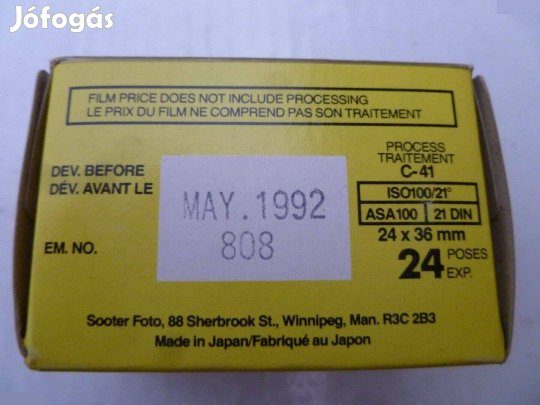 Jófogás
FILM PRICE DOES NOT INCLUDE PROCESSING
LE PRIX DU FILM NE COMPREND PAS SON TRAITEMENT
DEV. BEFORE
DÉV. AVANT LE
MAY. 1992
EM. NO.
808
PROCESS
TRAITEMENT
C-41
ISO100/21°
ASA100 21 DIN
24 x 36 mm
24 POSES
EXP.
Sooter Foto, 88 Sherbrook St., Winnipeg, Man. R3C 2B3
Made in Japan/Fabriqué au Japon